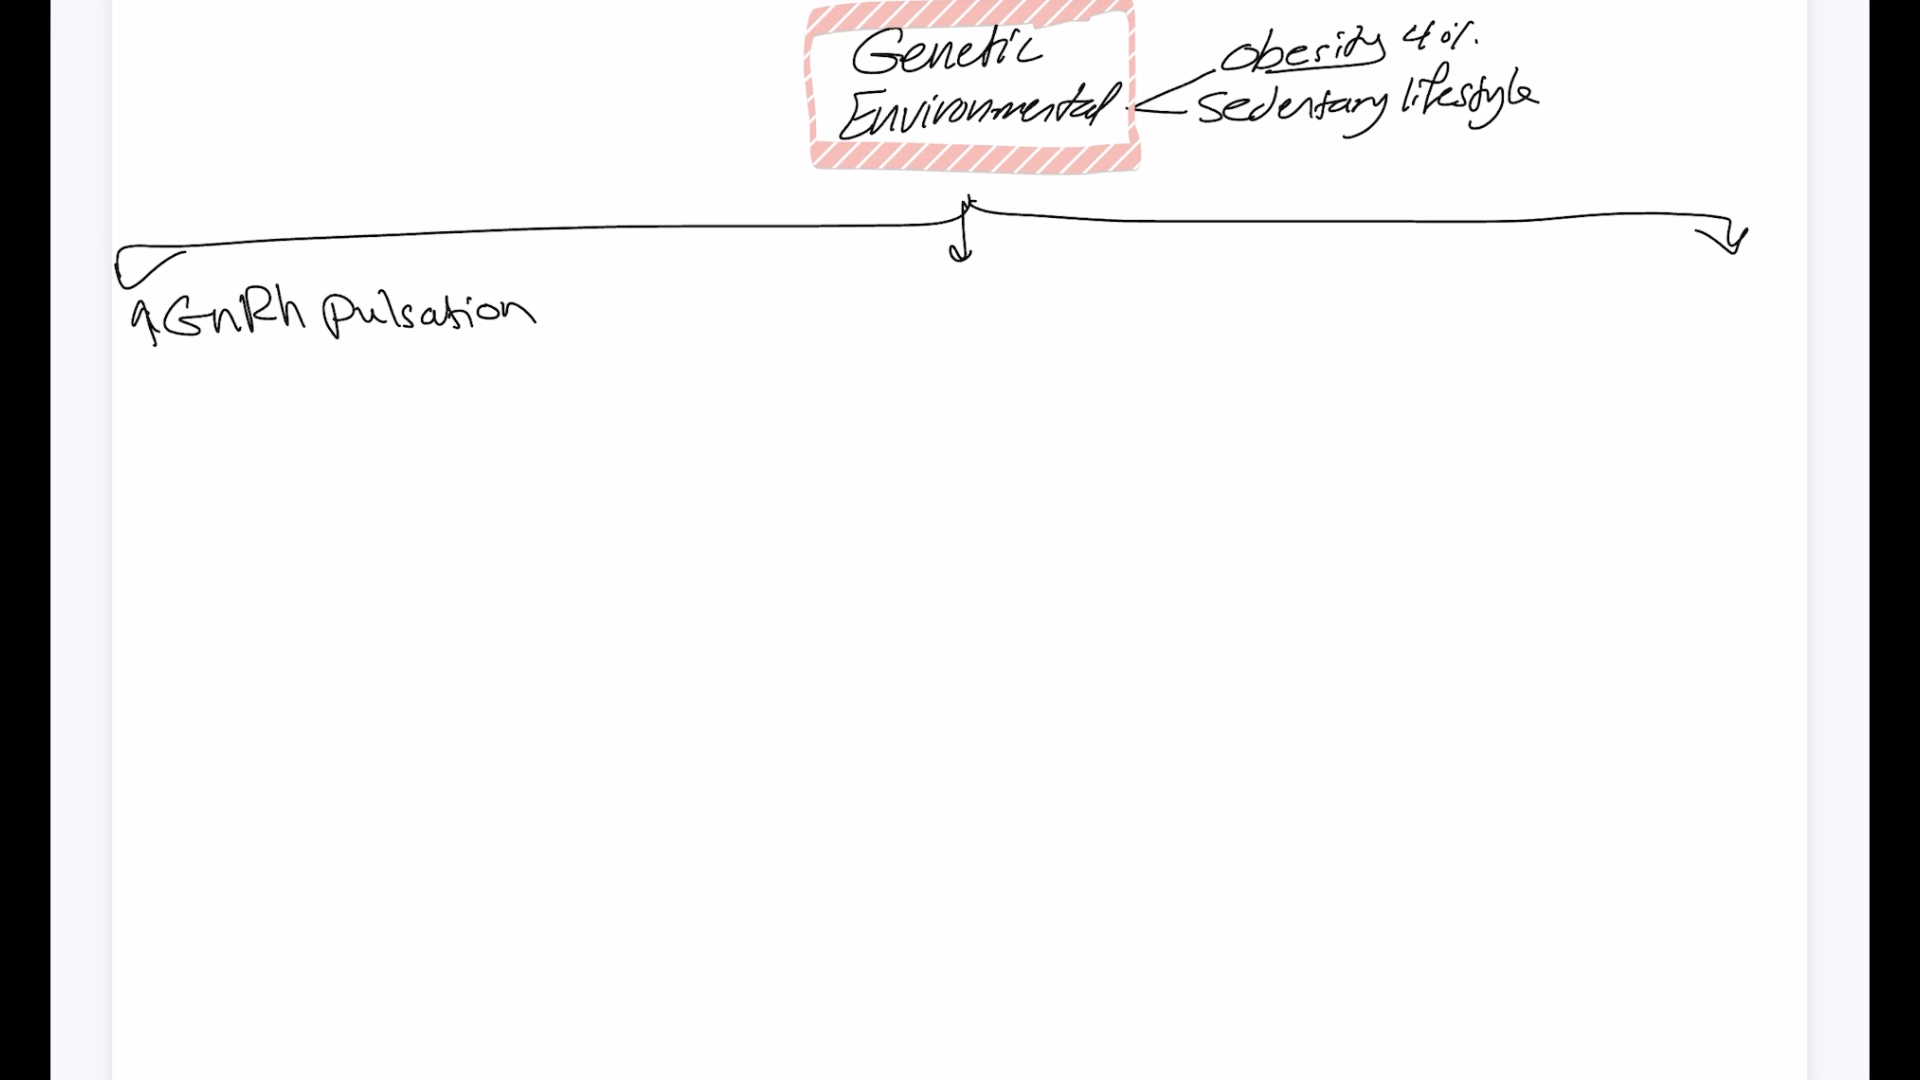 Genetic
Environmental
obesity 40%.
Sedentary lifestyle
↑GnRh pulsation